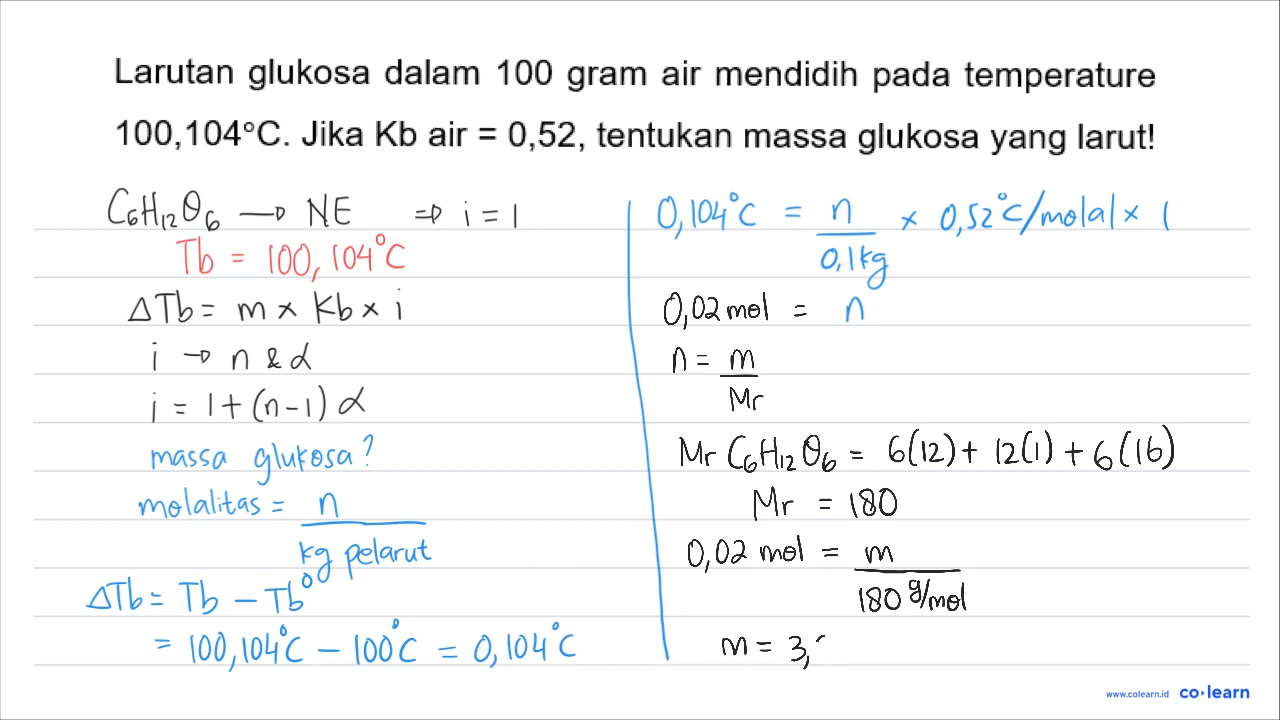 Larutan glukosa dalam 100 gram air mendidih pada temperature
100,104°C. Jika Kb air = 0,52, tentukan massa glukosa yang larut!
C₆H₁₂O₆ → NE ⇒ i = 1
Tb = 100,104°C
ΔTb = m × Kb × i
i → n & α
i = 1 + (n-1) α
massa glukosa?
molalitas = n
kg pelarut
ΔTb = Tb - Tb°
= 100,104°C - 100°C = 0,104°C
0,104°C = n × 0,52°C/molal × 1
0,1 kg
0,02 mol = n
n = m
Mr
Mr C₆H₁₂O₆ = 6(12) + 12(1) + 6(16)
Mr = 180
0,02 mol = m
180 g/mol
m = 3,
www.colearn.id co·learn